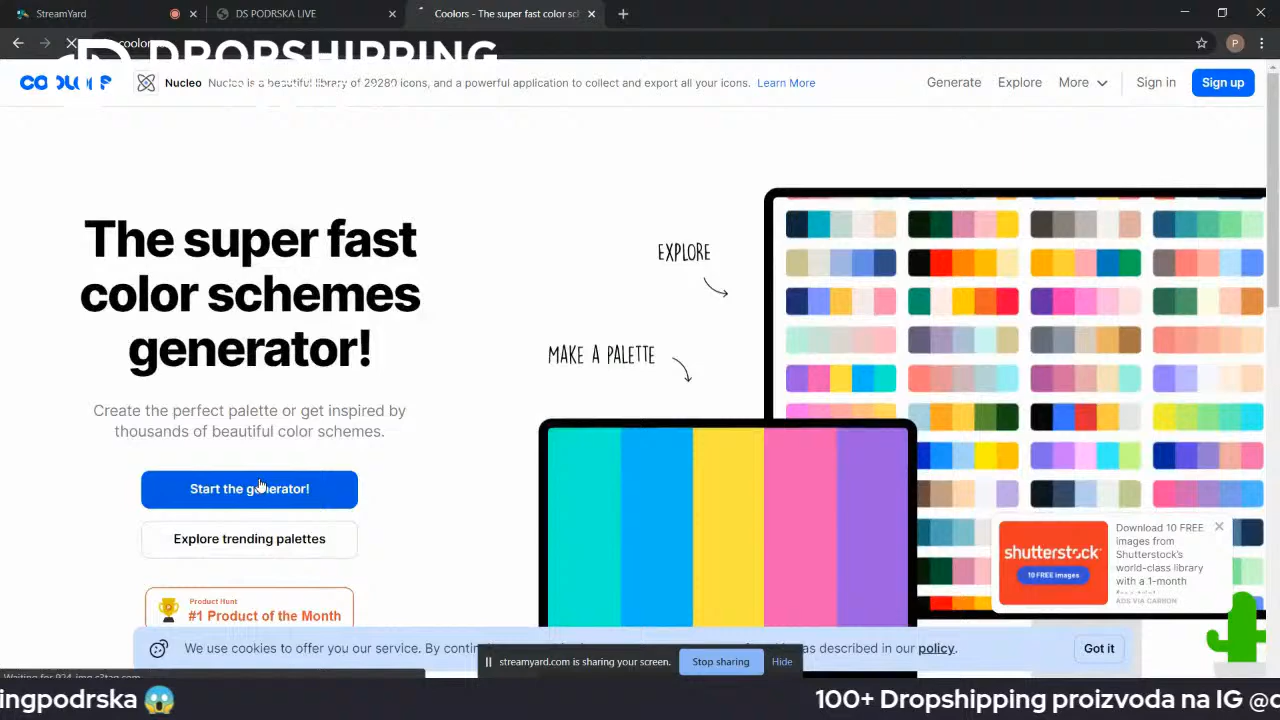 StreamYard
DS PODRSKA LIVE
Coolors - The super fast color sc
P
DROPSHIPPING
Nucleo Nucleo is a beautiful library of 29280 icons, and a powerful application to collect and export all your icons. Learn More
Generate Explore More Sign in Sign up
The super fast
color schemes
generator!
Create the perfect palette or get inspired by
thousands of beautiful color schemes.
Start the generator!
Explore trending palettes
Product Hunt
#1 Product of the Month
EXPLORE
MAKE A PALETTE
shutterstock
10 FREE images
Download 10 FREE
images from
Shutterstock's
world-class library
with a 1-month
ADS VIA CARBON
We use cookies to offer you our service. By as described in our policy.
Got it
streamyard.com is sharing your screen. Stop sharing Hide
ingpodrska 😱 100+ Dropshipping proizvoda na IG @